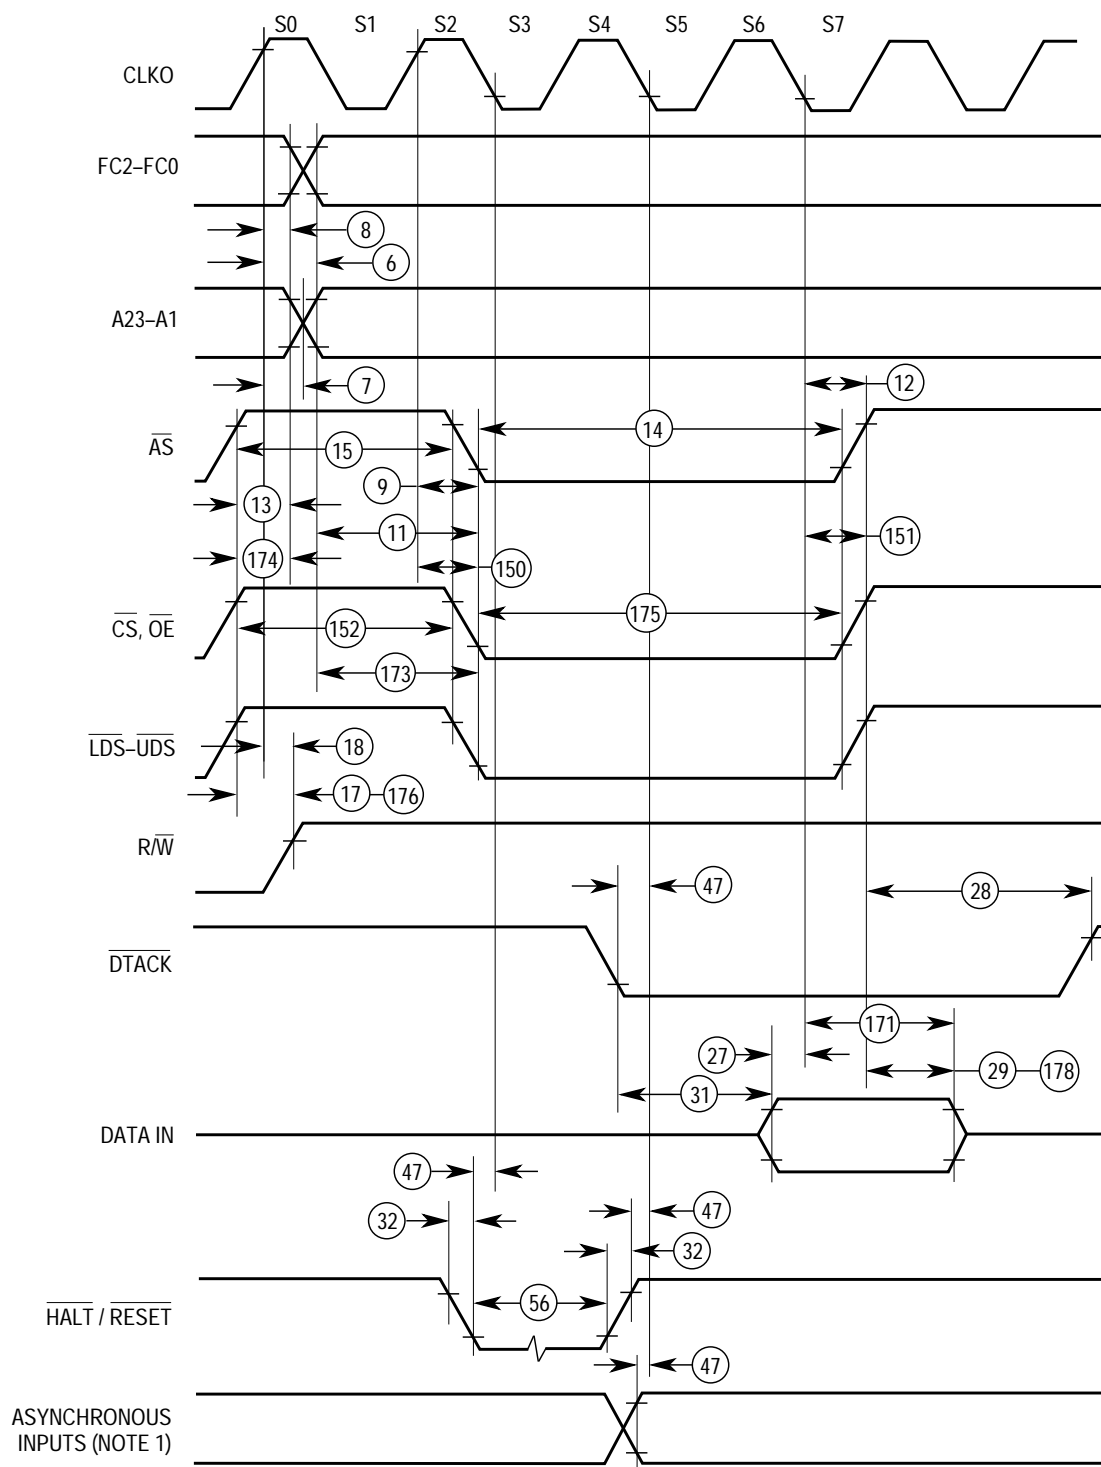 S0 S1 S2 S3 S4 S5 S6 S7
CLKO
FC2–FC0
8
6
A23–A1
7
12
AS
14
15
9
13
11
151
174
150
CS, OE
175
152
173
LDS–UDS
18
17 176
R/W
47
28
DTACK
171
27
29 178
31
DATA IN
47
47
32
32
HALT / RESET
56
47
ASYNCHRONOUS
INPUTS (NOTE 1)